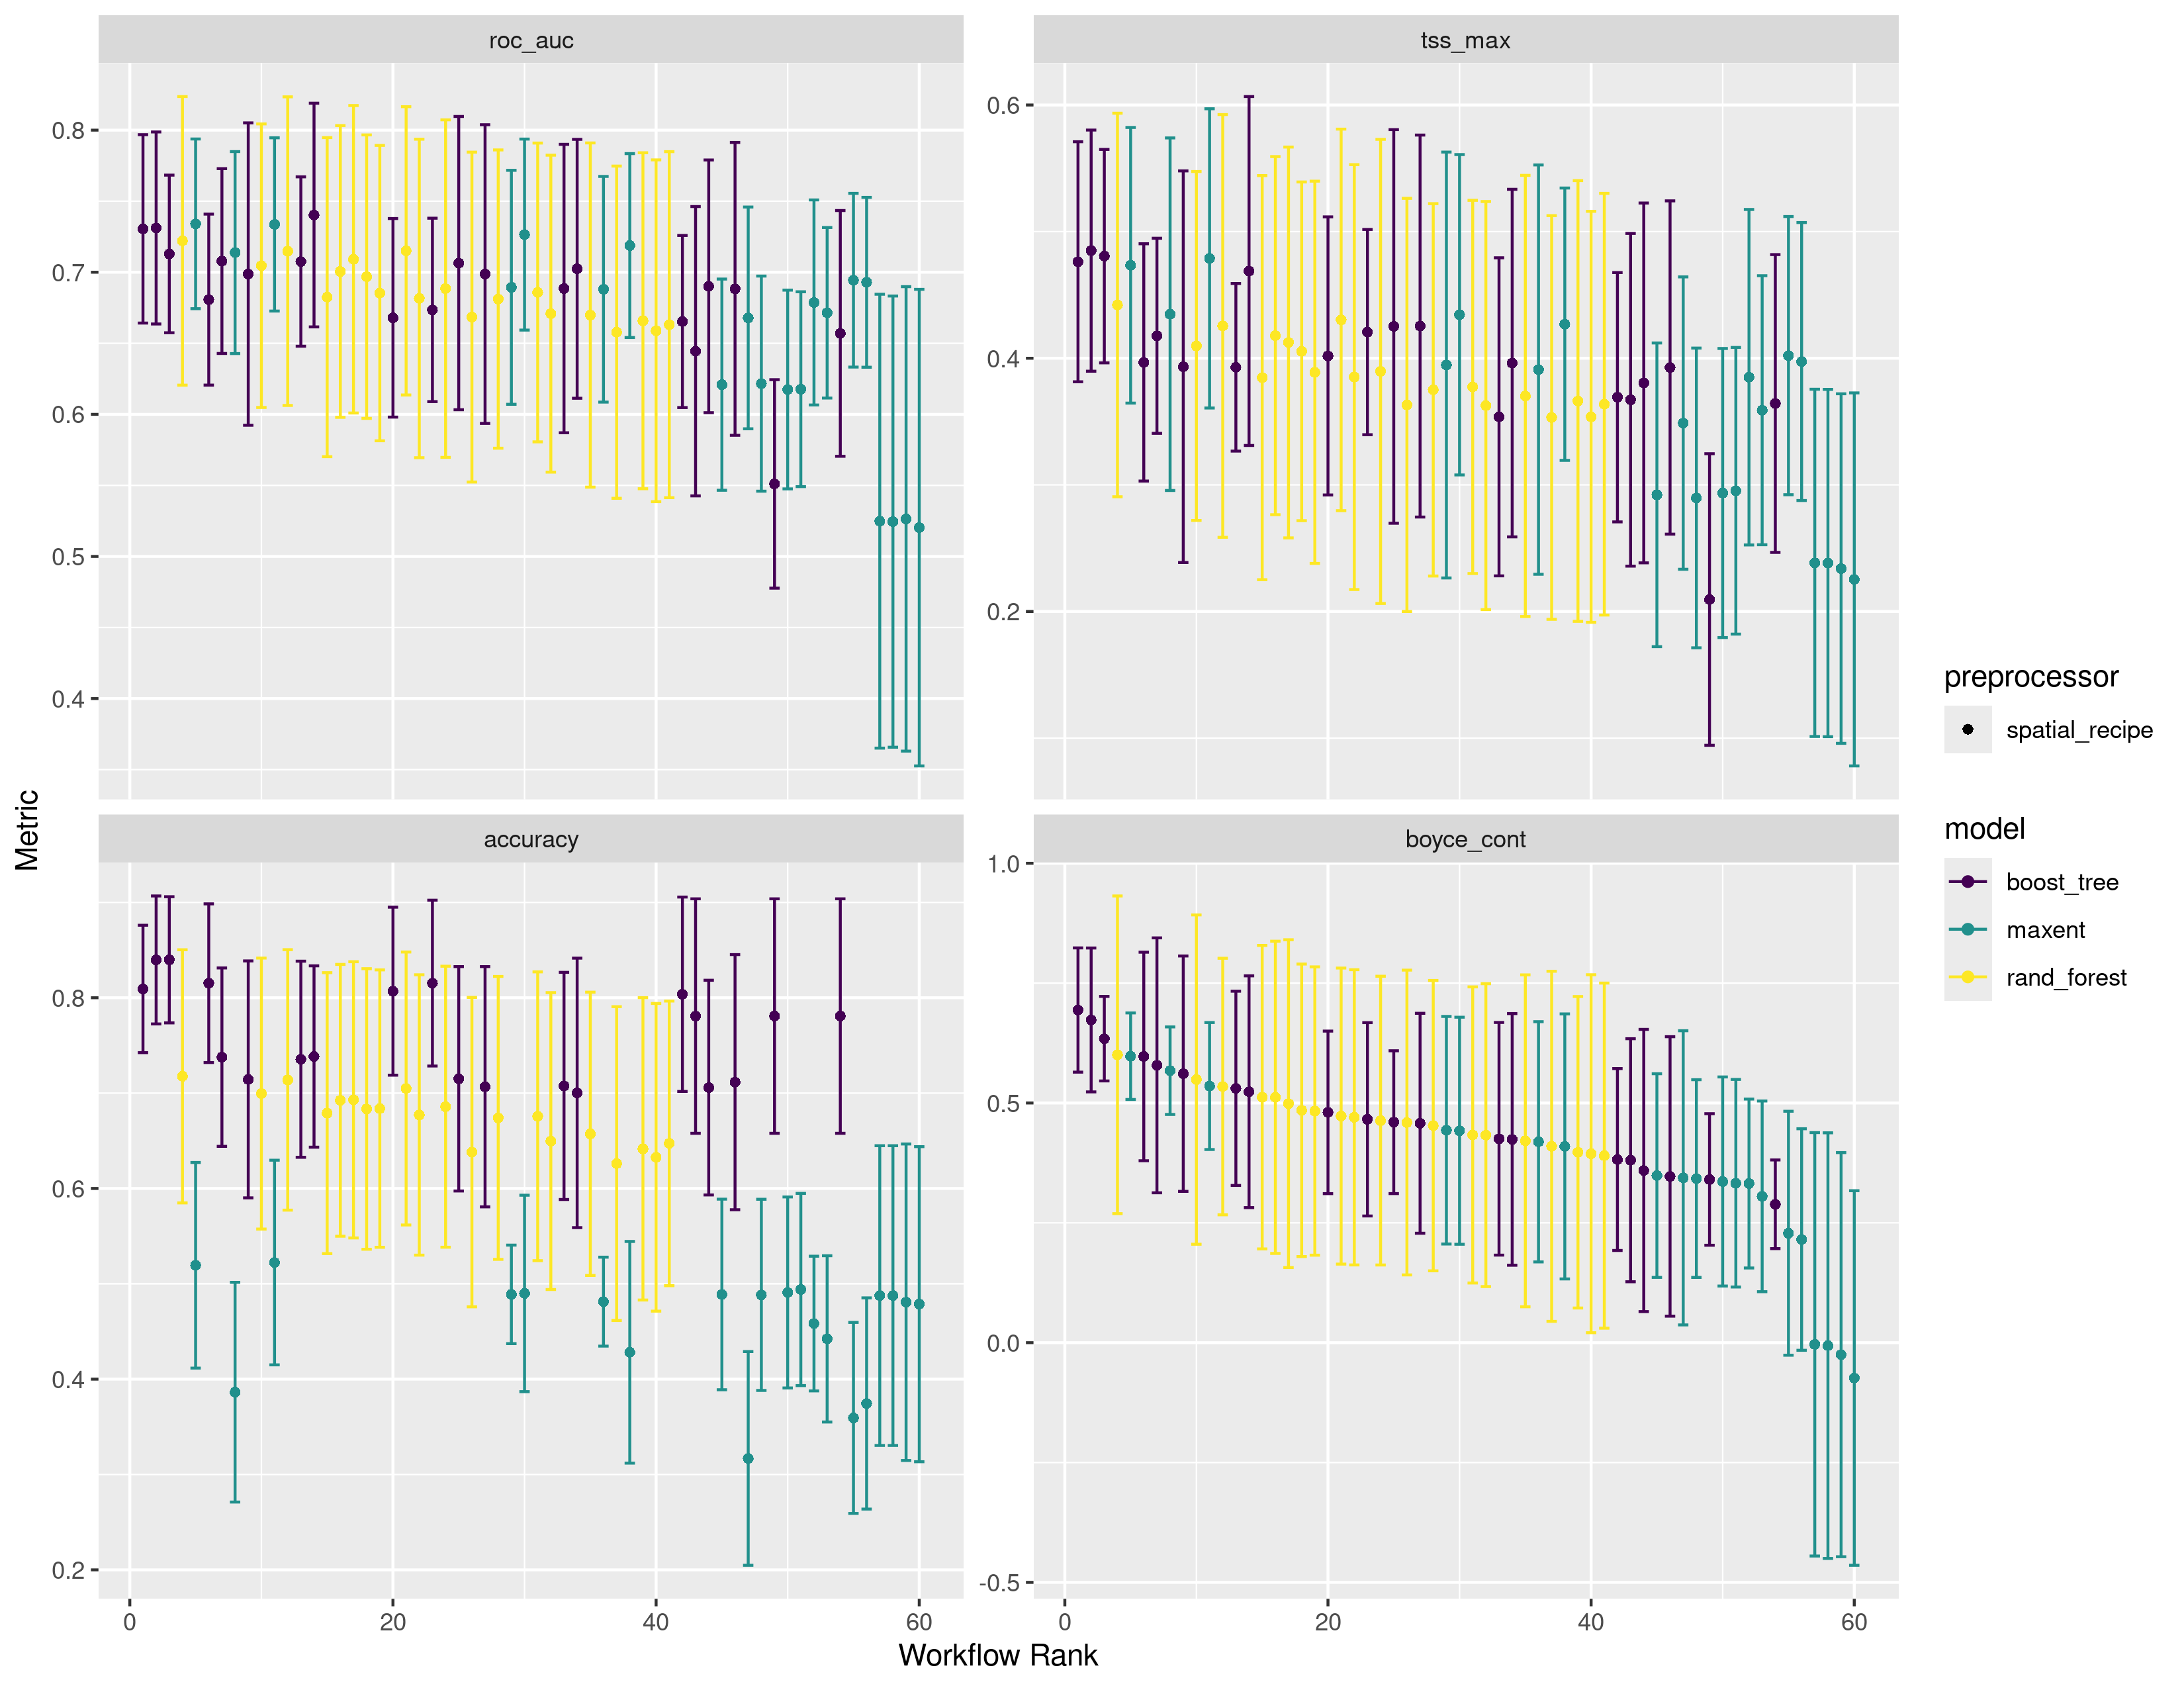 roc_auc
tss_max
0.8
0.7
0.6
0.5
0.4
0.6
0.4
0.2
accuracy
boyce_cont
0.8
0.6
0.4
0.2
1.0
0.5
0.0
-0.5
0 20 40 60
0 20 40 60
Workflow Rank
Metric
preprocessor
spatial_recipe
model
boost_tree
maxent
rand_forest